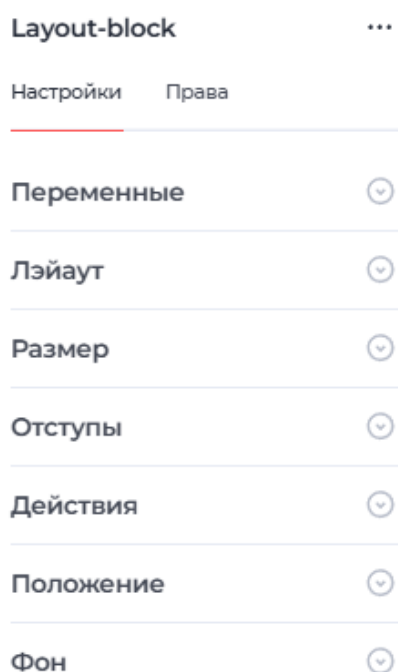 Layout-block
Настройки Права
Переменные
Лэйаут
Размер
Отступы
Действия
Положение
Фон